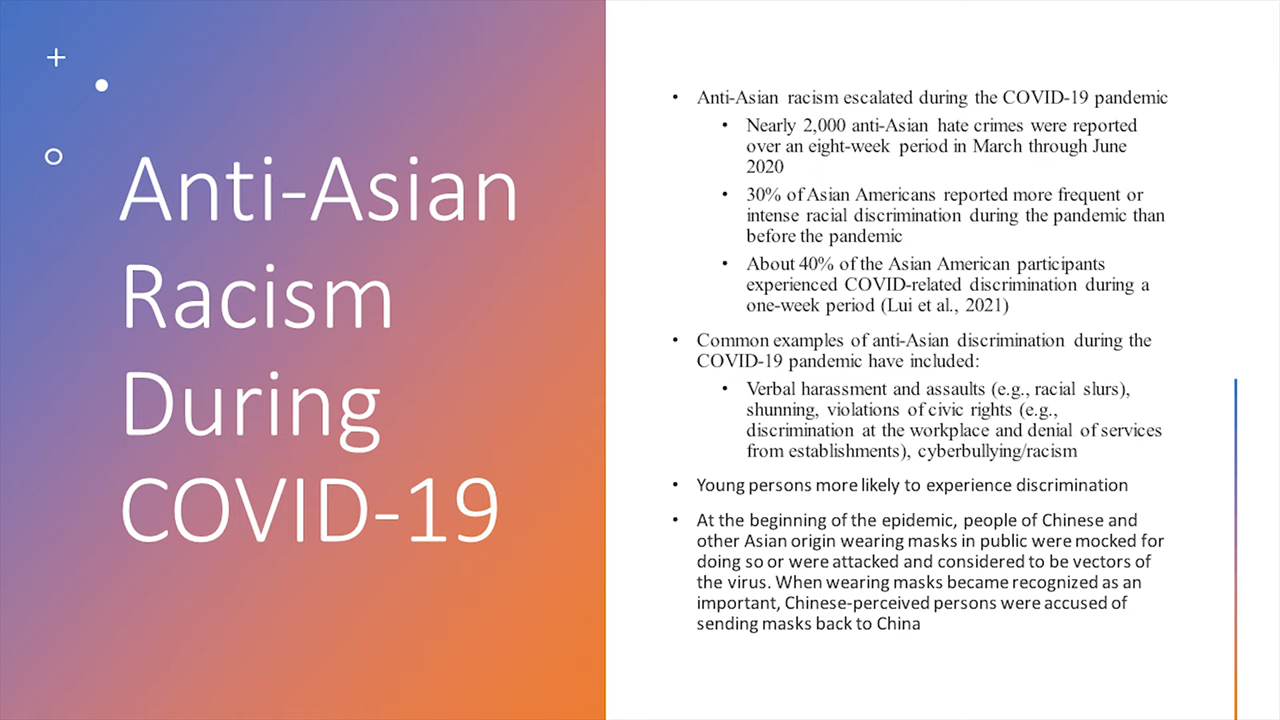 Anti-Asian
Racism
During
COVID-19
• Anti-Asian racism escalated during the COVID-19 pandemic
• Nearly 2,000 anti-Asian hate crimes were reported
over an eight-week period in March through June
2020
• 30% of Asian Americans reported more frequent or
intense racial discrimination during the pandemic than
before the pandemic
• About 40% of the Asian American participants
experienced COVID-related discrimination during a
one-week period (Lui et al., 2021)
• Common examples of anti-Asian discrimination during the
COVID-19 pandemic have included:
• Verbal harassment and assaults (e.g., racial slurs),
shunning, violations of civic rights (e.g.,
discrimination at the workplace and denial of services
from establishments), cyberbullying/racism
• Young persons more likely to experience discrimination
• At the beginning of the epidemic, people of Chinese and
other Asian origin wearing masks in public were mocked for
doing so or were attacked and considered to be vectors of
the virus. When wearing masks became recognized as an
important, Chinese-perceived persons were accused of
sending masks back to China